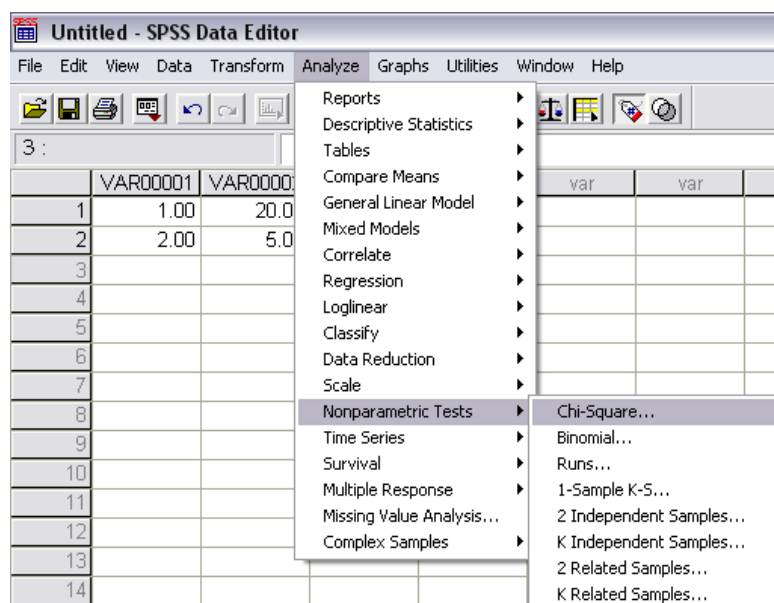 Untitled - SPSS Data Editor
File Edit View Data Transform Analyze Graphs Utilities Window Help
3 :
VAR00001 VAR0000 var var
1 1.00 20.0
2 2.00 5.0
3
4
5
6
7
8
9
10
11
12
13
14
Reports
Descriptive Statistics
Tables
Compare Means
General Linear Model
Mixed Models
Correlate
Regression
Loglinear
Classify
Data Reduction
Scale
Nonparametric Tests
Time Series
Survival
Multiple Response
Missing Value Analysis...
Complex Samples
Chi-Square...
Binomial...
Runs...
1-Sample K-S...
2 Independent Samples...
K Independent Samples...
2 Related Samples...
K Related Samples...